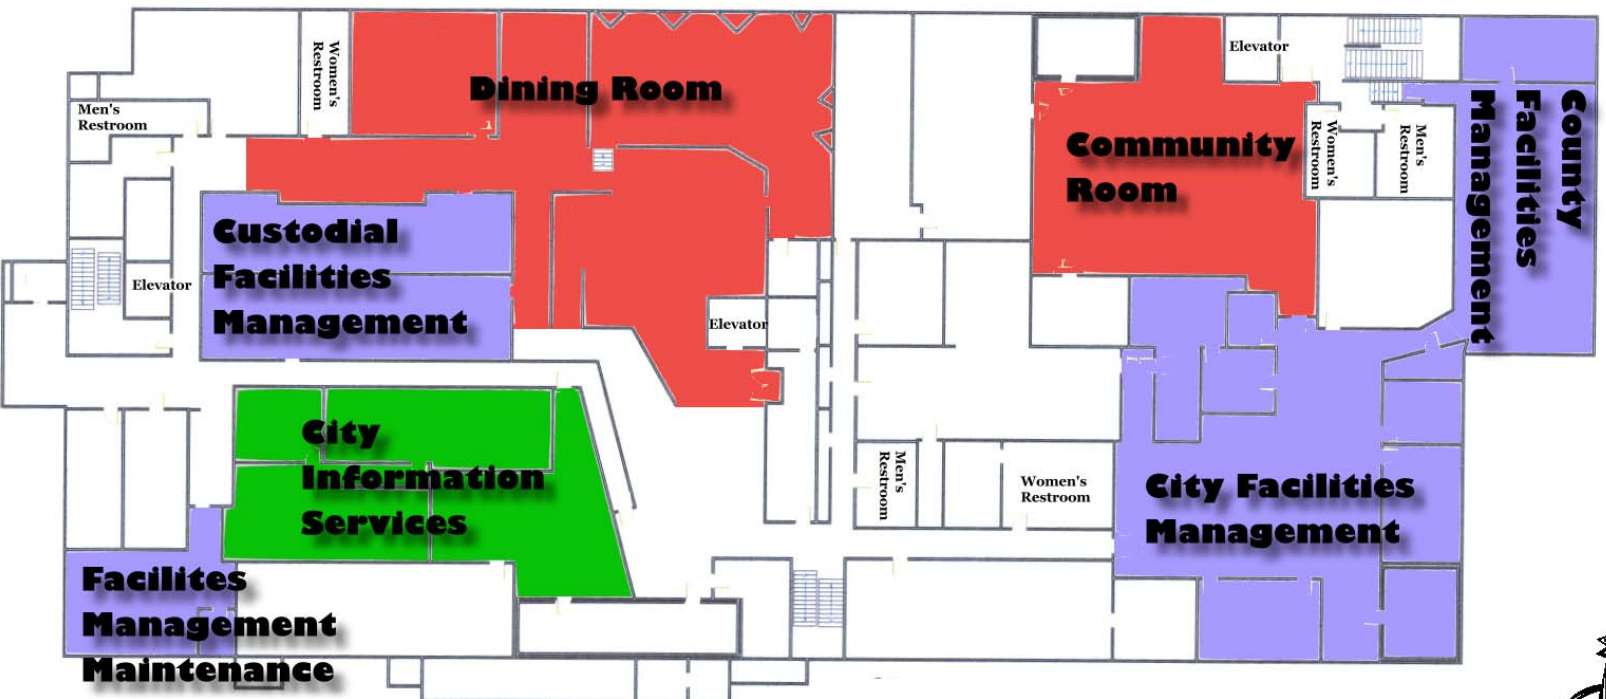 Women's
Restroom
Dining Room
Elevator
Men's
Restroom
Community
Room
Women's
Restroom
Men's
Restroom
County
Facilities
Management
Custodial
Facilities
Management
Elevator
Elevator
City
Information
Services
Men's
Restroom
Women's
Restroom
City Facilities
Management
Facilites
Management
Maintenance